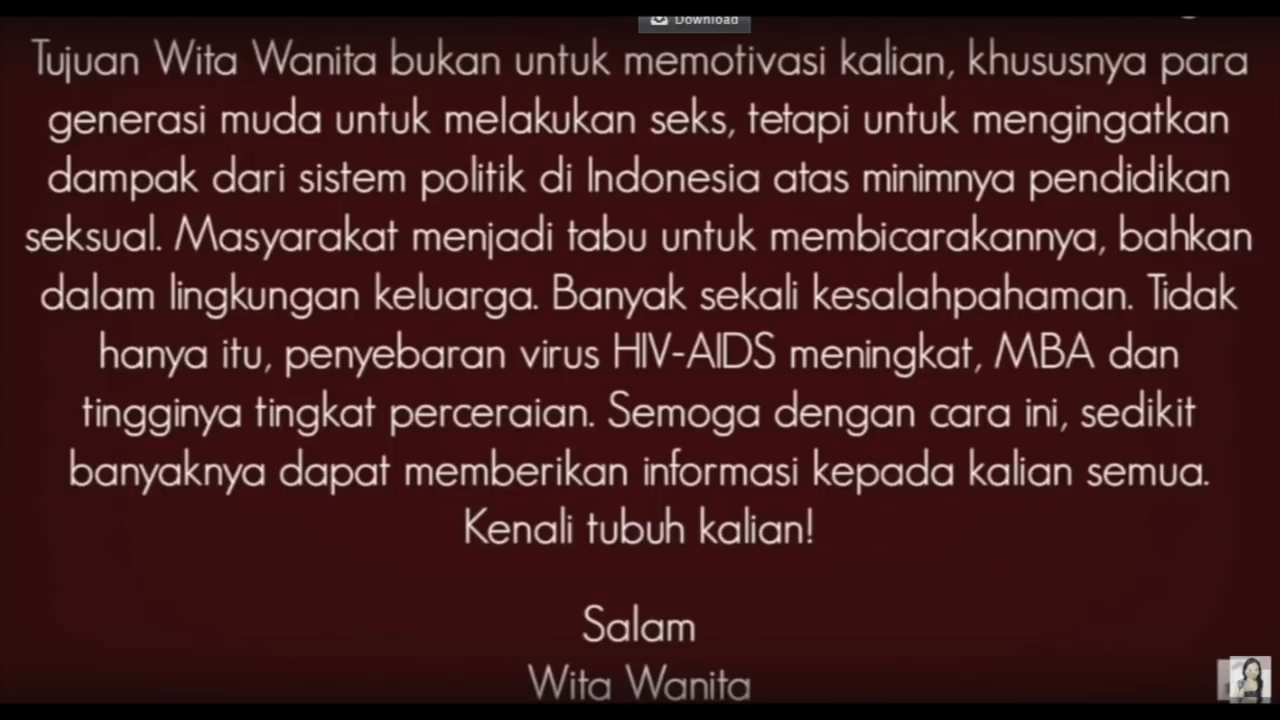 Download
Tujuan Wita Wanita bukan untuk memotivasi kalian, khususnya para
generasi muda untuk melakukan seks, tetapi untuk mengingatkan
dampak dari sistem politik di Indonesia atas minimnya pendidikan
seksual. Masyarakat menjadi tabu untuk membicarakannya, bahkan
dalam lingkungan keluarga. Banyak sekali kesalahpahaman. Tidak
hanya itu, penyebaran virus HIV-AIDS meningkat, MBA dan
tingginya tingkat perceraian. Semoga dengan cara ini, sedikit
banyaknya dapat memberikan informasi kepada kalian semua.
Kenali tubuh kalian!
Salam
Wita Wanita